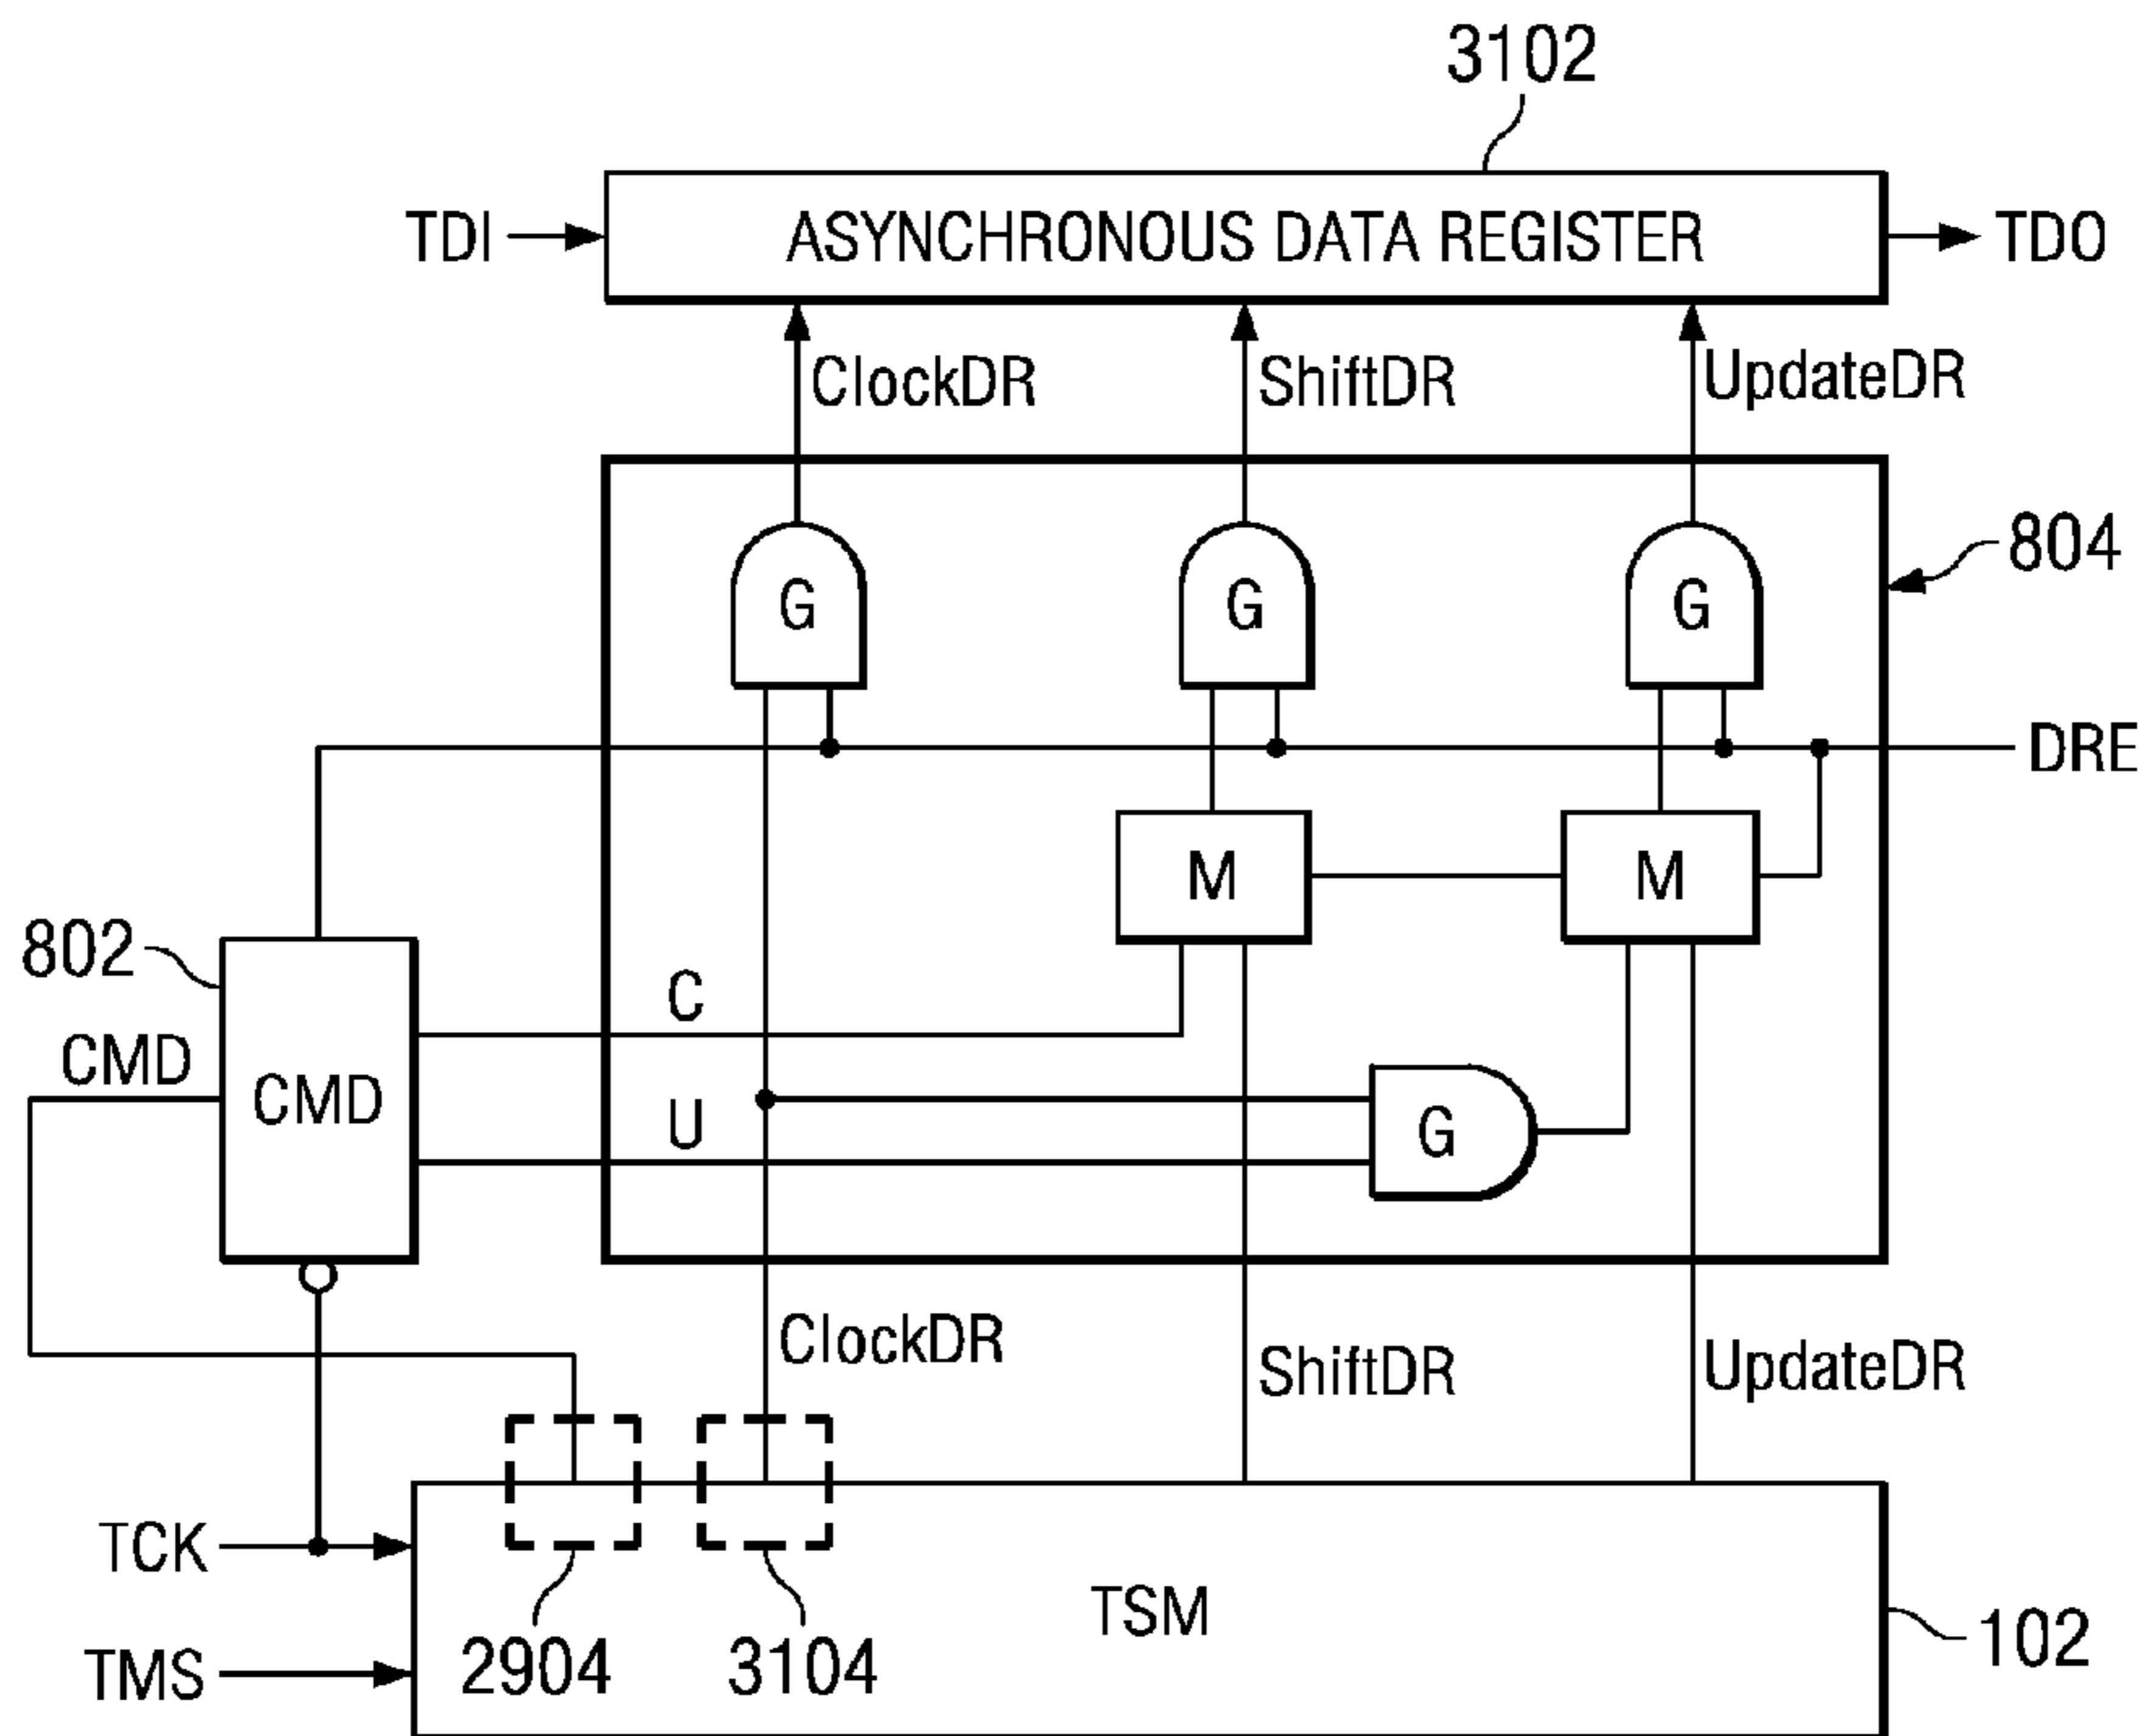 3102
TDI
ASYNCHRONOUS DATA REGISTER
TDO
ClockDR
ShiftDR
UpdateDR
804
G
G
G
DRE
M
M
802
C
CMD
CMD
U
G
ClockDR
ShiftDR
UpdateDR
TCK
TSM
2904
3104
102
TMS